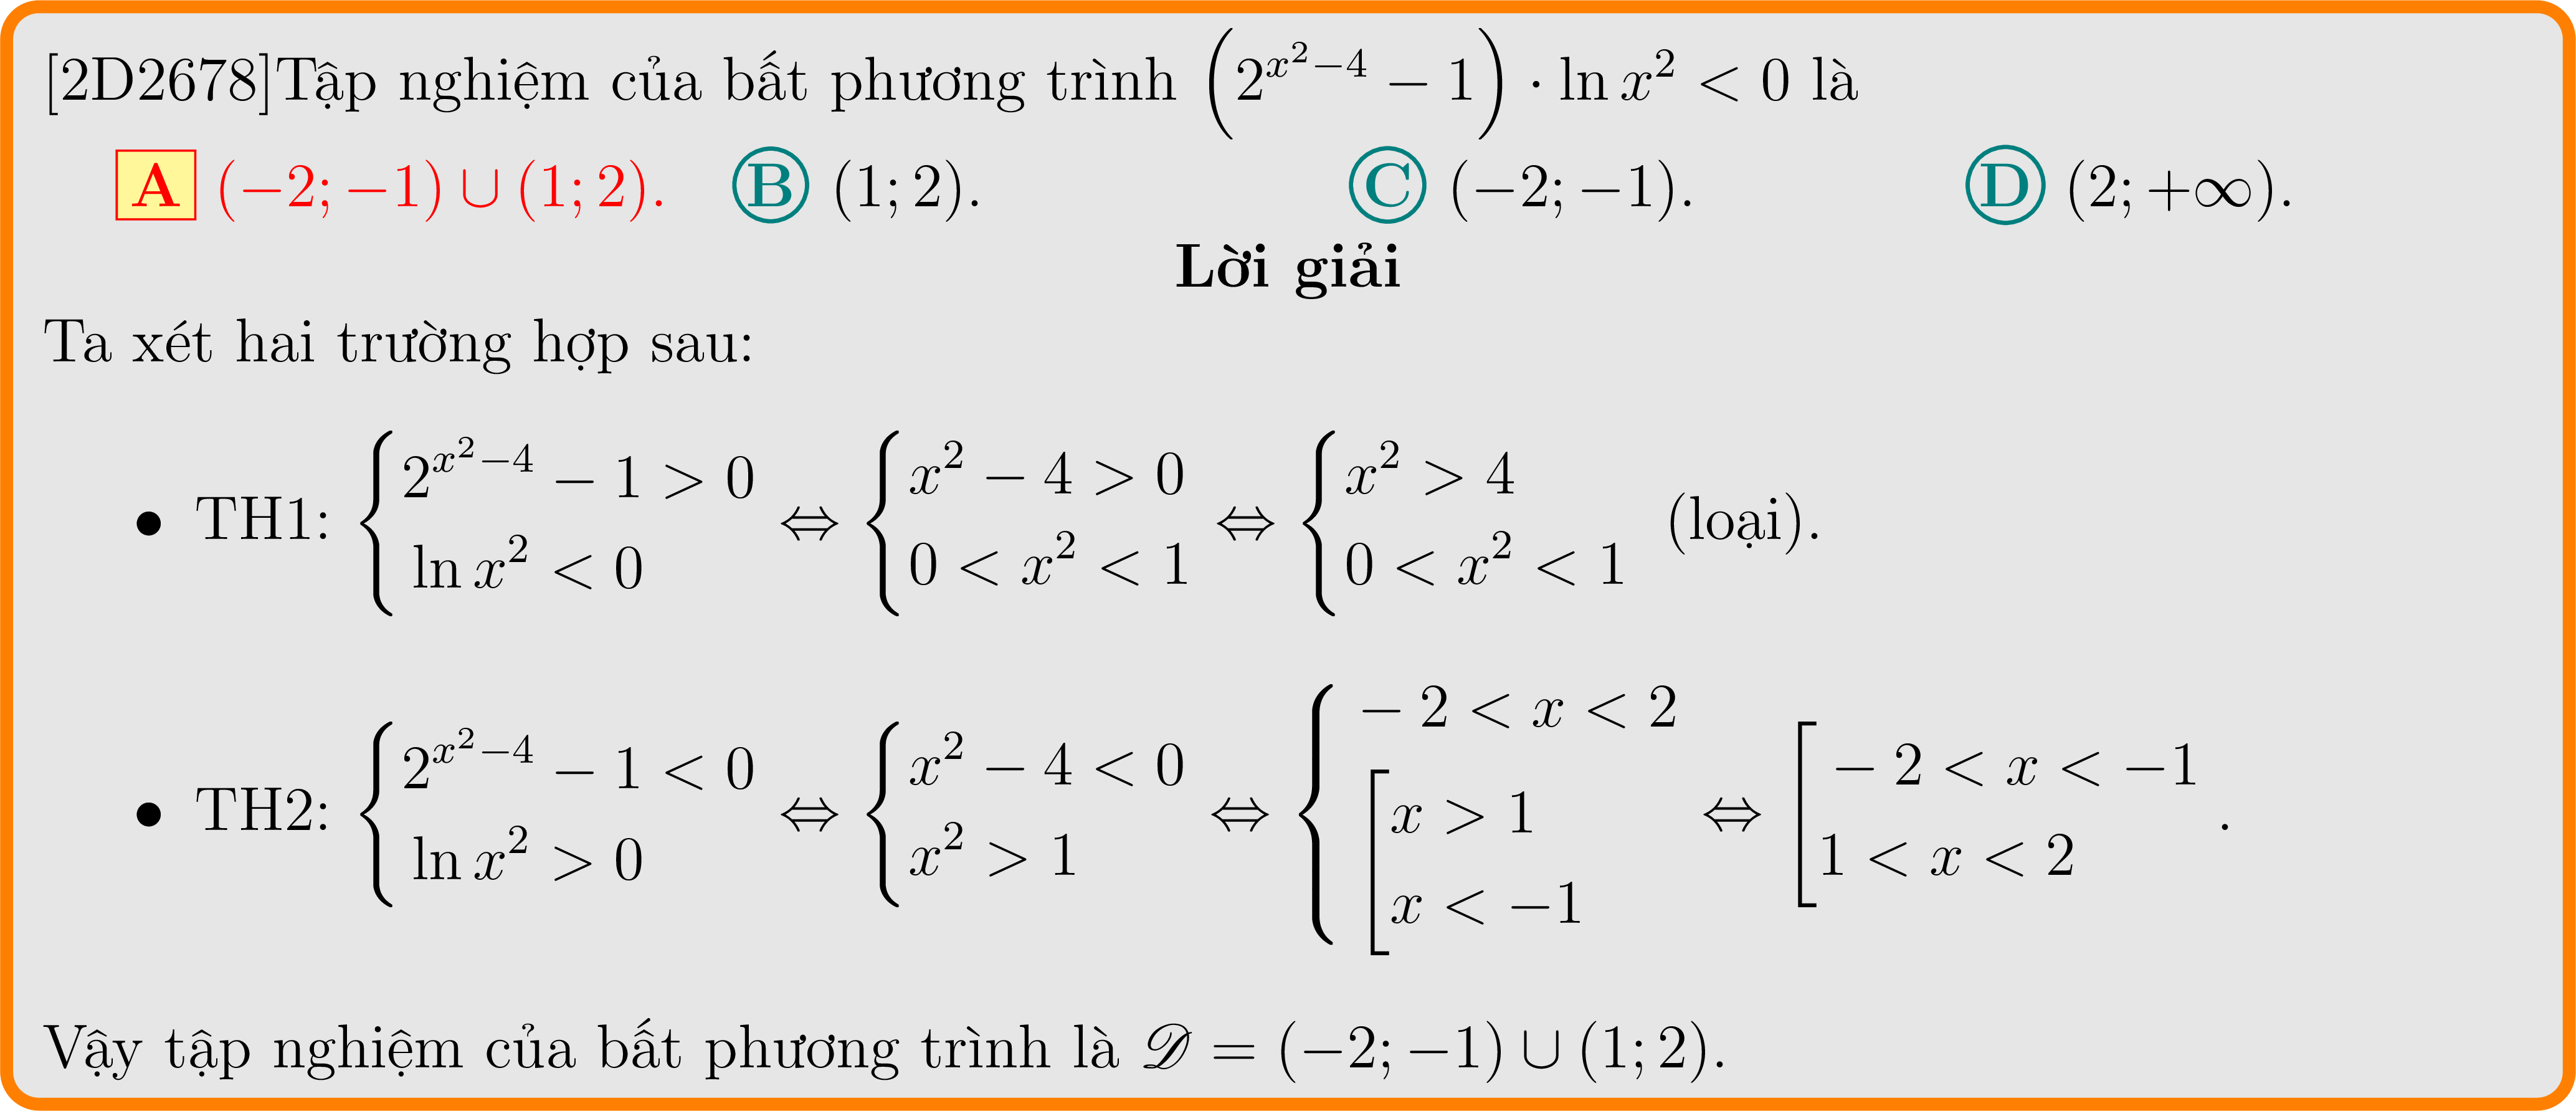 [2D2678]Tập nghiệm của bất phương trình $\left(2^{x^2-4} - 1\right) \cdot \ln x^2 < 0$ là
A $(-2; -1) \cup (1; 2)$. B $(1; 2)$. C $(-2; -1)$. D $(2; +\infty)$.
Lời giải
Ta xét hai trường hợp sau:
• TH1: $\begin{cases} 2^{x^2-4} - 1 > 0 \\ \ln x^2 < 0 \end{cases} \Leftrightarrow \begin{cases} x^2 - 4 > 0 \\ 0 < x^2 < 1 \end{cases} \Leftrightarrow \begin{cases} x^2 > 4 \\ 0 < x^2 < 1 \end{cases}$ (loại).
• TH2: $\begin{cases} 2^{x^2-4} - 1 < 0 \\ \ln x^2 > 0 \end{cases} \Leftrightarrow \begin{cases} x^2 - 4 < 0 \\ x^2 > 1 \end{cases} \Leftrightarrow \begin{cases} -2 < x < 2 \\ \left[\begin{array}{l} x > 1 \\ x < -1 \end{array}\right. \end{cases} \Leftrightarrow \left[\begin{array}{l} -2 < x < -1 \\ 1 < x < 2 \end{array}\right.$.
Vậy tập nghiệm của bất phương trình là $\mathscr{D} = (-2; -1) \cup (1; 2)$.